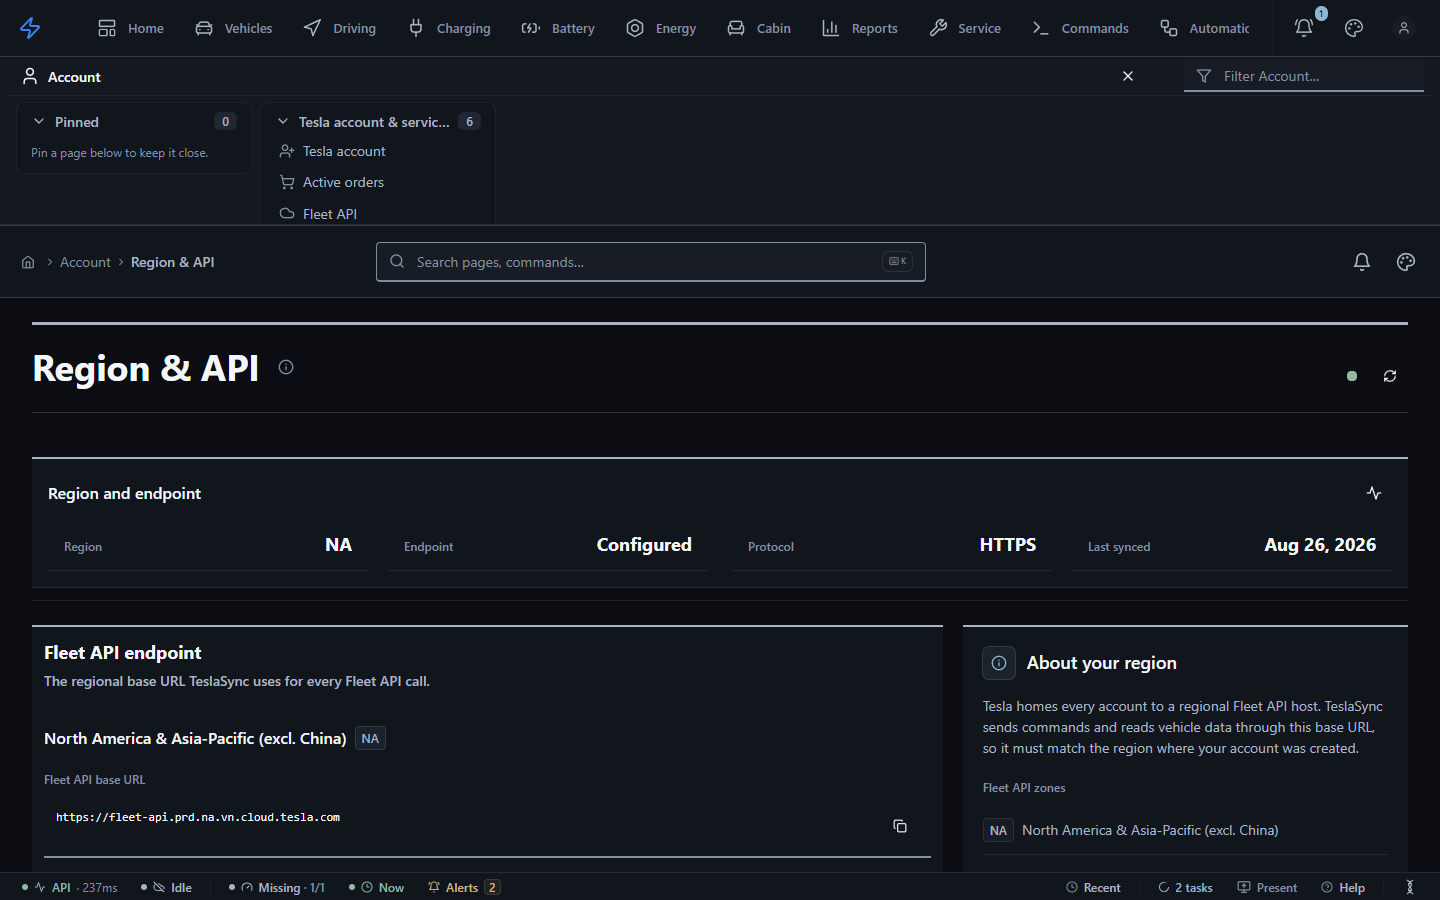 Home
Vehicles
Driving
Charging
Battery
Energy
Cabin
Reports
Service
Commands
Automatic
1
Account
Filter Account...
Pinned
0
Pin a page below to keep it close.
Tesla account & servic...
6
Tesla account
Active orders
Fleet API
Account
Region & API
Search pages, commands...
K
Region & API
Region and endpoint
Region
NA
Endpoint
Configured
Protocol
HTTPS
Last synced
Aug 26, 2026
Fleet API endpoint
The regional base URL TeslaSync uses for every Fleet API call.
North America & Asia-Pacific (excl. China)
NA
Fleet API base URL
https://fleet-api.prd.na.vn.cloud.tesla.com
About your region
Tesla homes every account to a regional Fleet API host. TeslaSync
sends commands and reads vehicle data through this base URL,
so it must match the region where your account was created.
Fleet API zones
NA
North America & Asia-Pacific (excl. China)
API · 237ms
Idle
Missing · 1/1
Now
Alerts
2
Recent
2 tasks
Present
Help